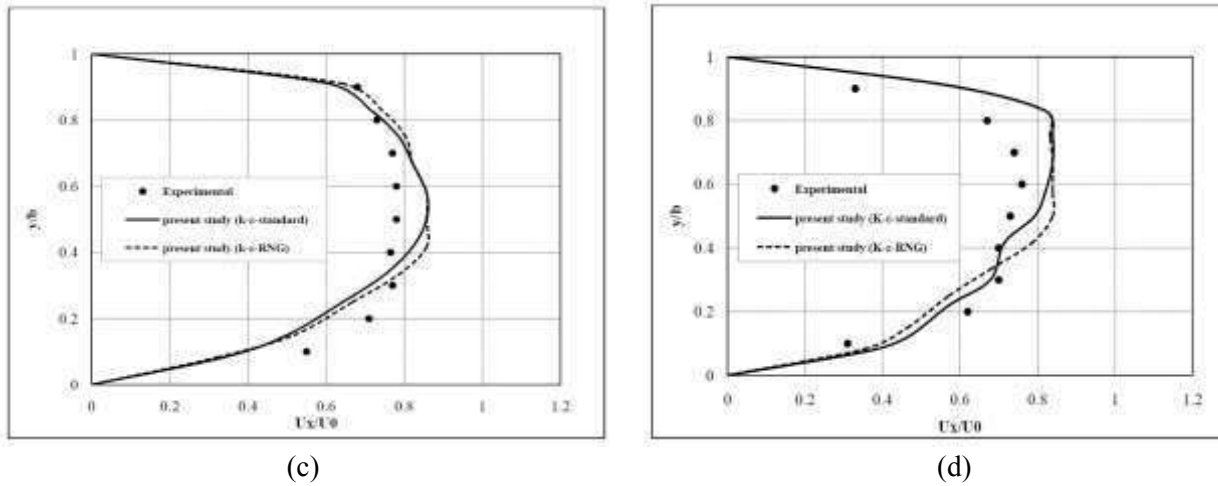 1
0.8
0.6
0.4
0.2
0
y/b
Experimental
present study (k-ε-standard)
present study (k-ε-RNG)
0
0.2
0.4
0.6
0.8
1
1.2
Ux/U0
(c)
1
0.8
0.6
0.4
0.2
0
y/b
Experimental
present study (K-ε-standard)
present study (K-ε-RNG)
0
0.2
0.4
0.6
0.8
1
1.2
Ux/U0
(d)